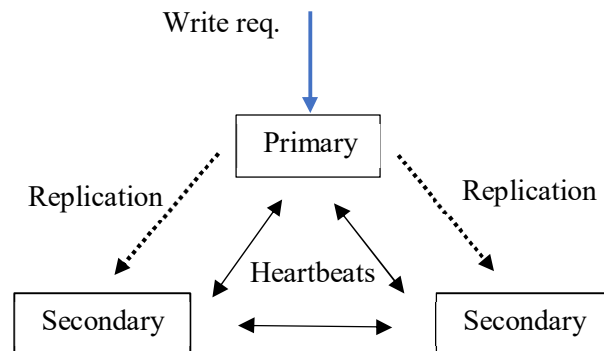 Write req.
Primary
Replication
Replication
Heartbeats
Secondary
Secondary